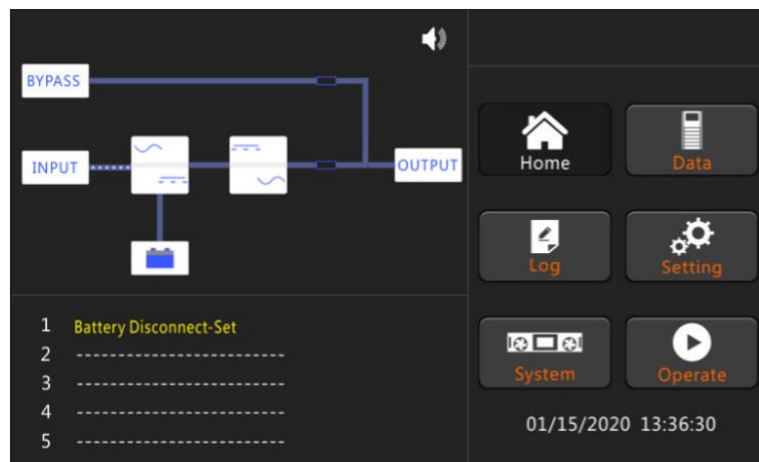 BYPASS
INPUT
OUTPUT
1 Battery Disconnect-Set
2 -------------------------
3 -------------------------
4 -------------------------
5 -------------------------
Home
Data
Log
Setting
System
Operate
01/15/2020 13:36:30